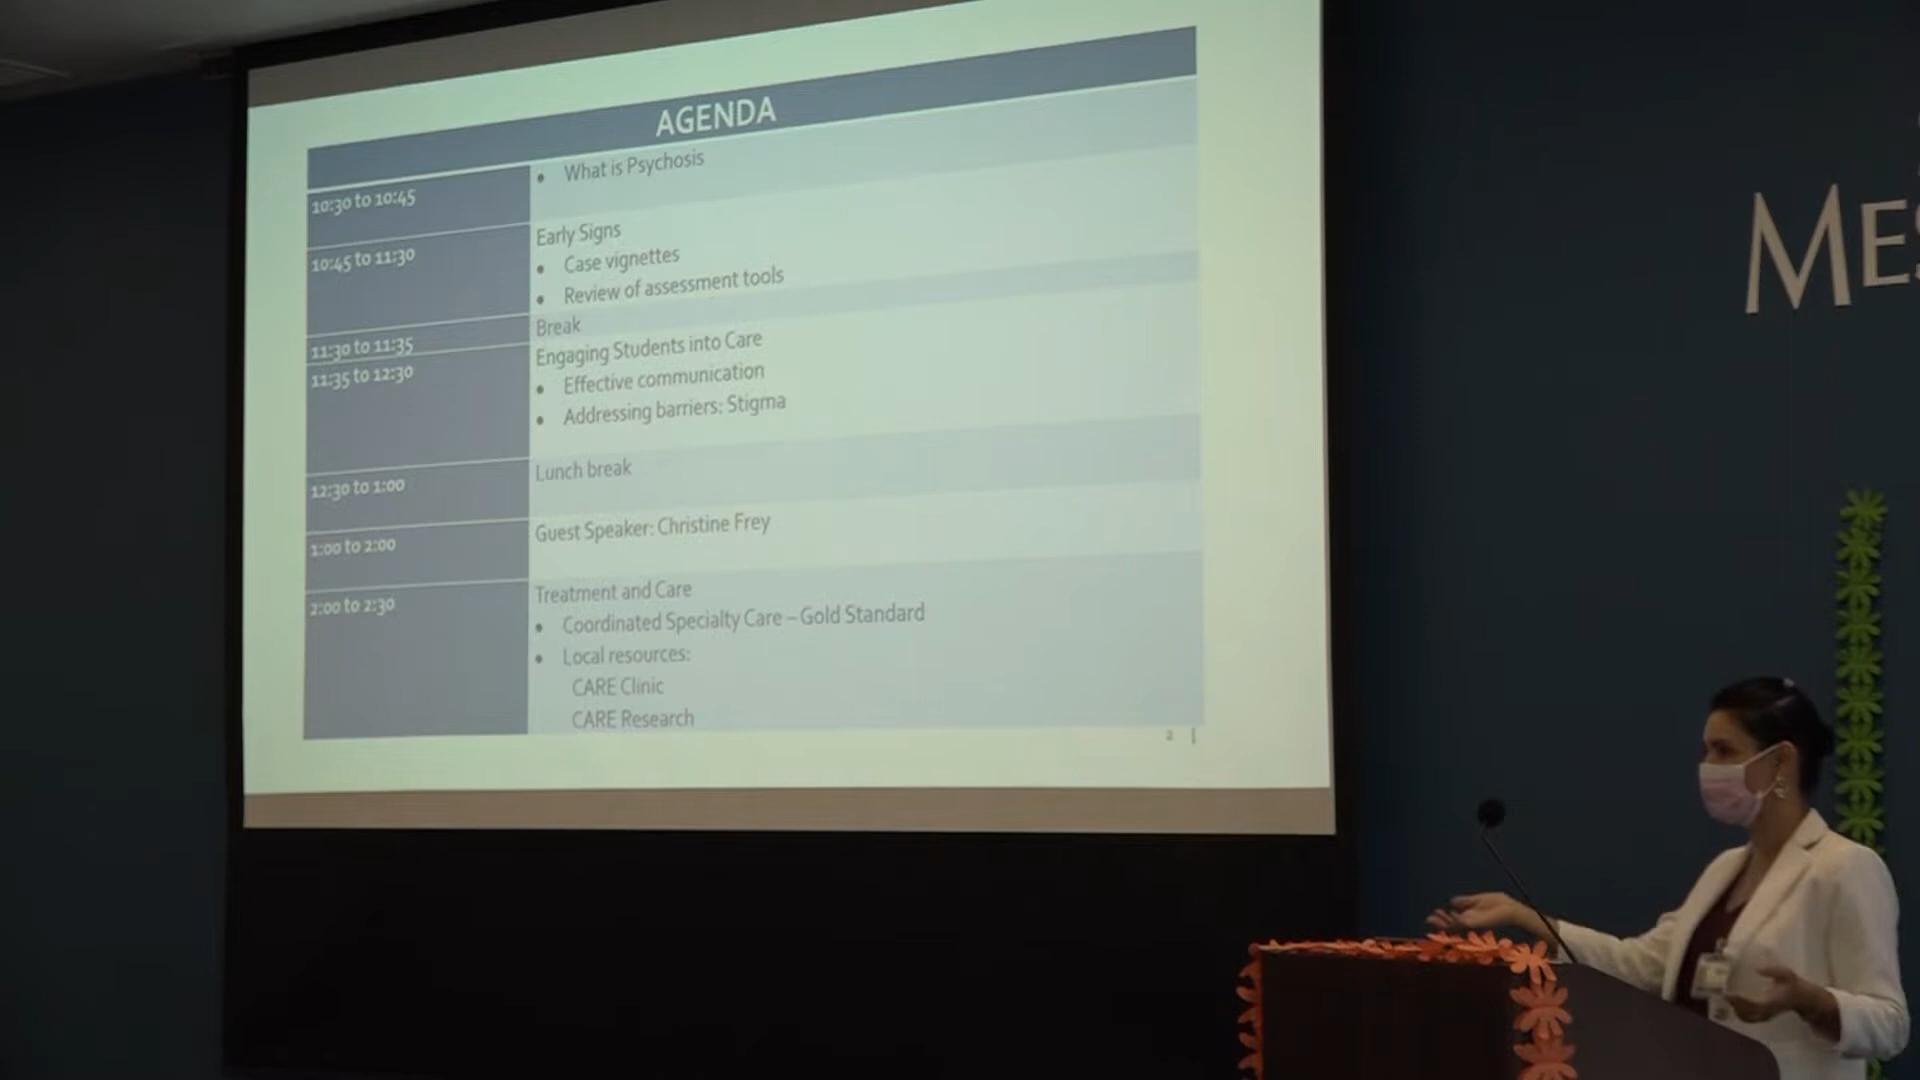 AGENDA
10:30 to 10:45
What is Psychosis
10:45 to 11:30
Early Signs
Case vignettes
Review of assessment tools
11:30 to 11:35
Break
11:35 to 12:30
Engaging Students into Care
Effective communication
Addressing barriers: Stigma
12:30 to 1:00
Lunch break
1:00 to 2:00
Guest Speaker: Christine Frey
2:00 to 2:30
Treatment and Care
Coordinated Specialty Care – Gold Standard
Local resources:
CARE Clinic
CARE Research
2
MES